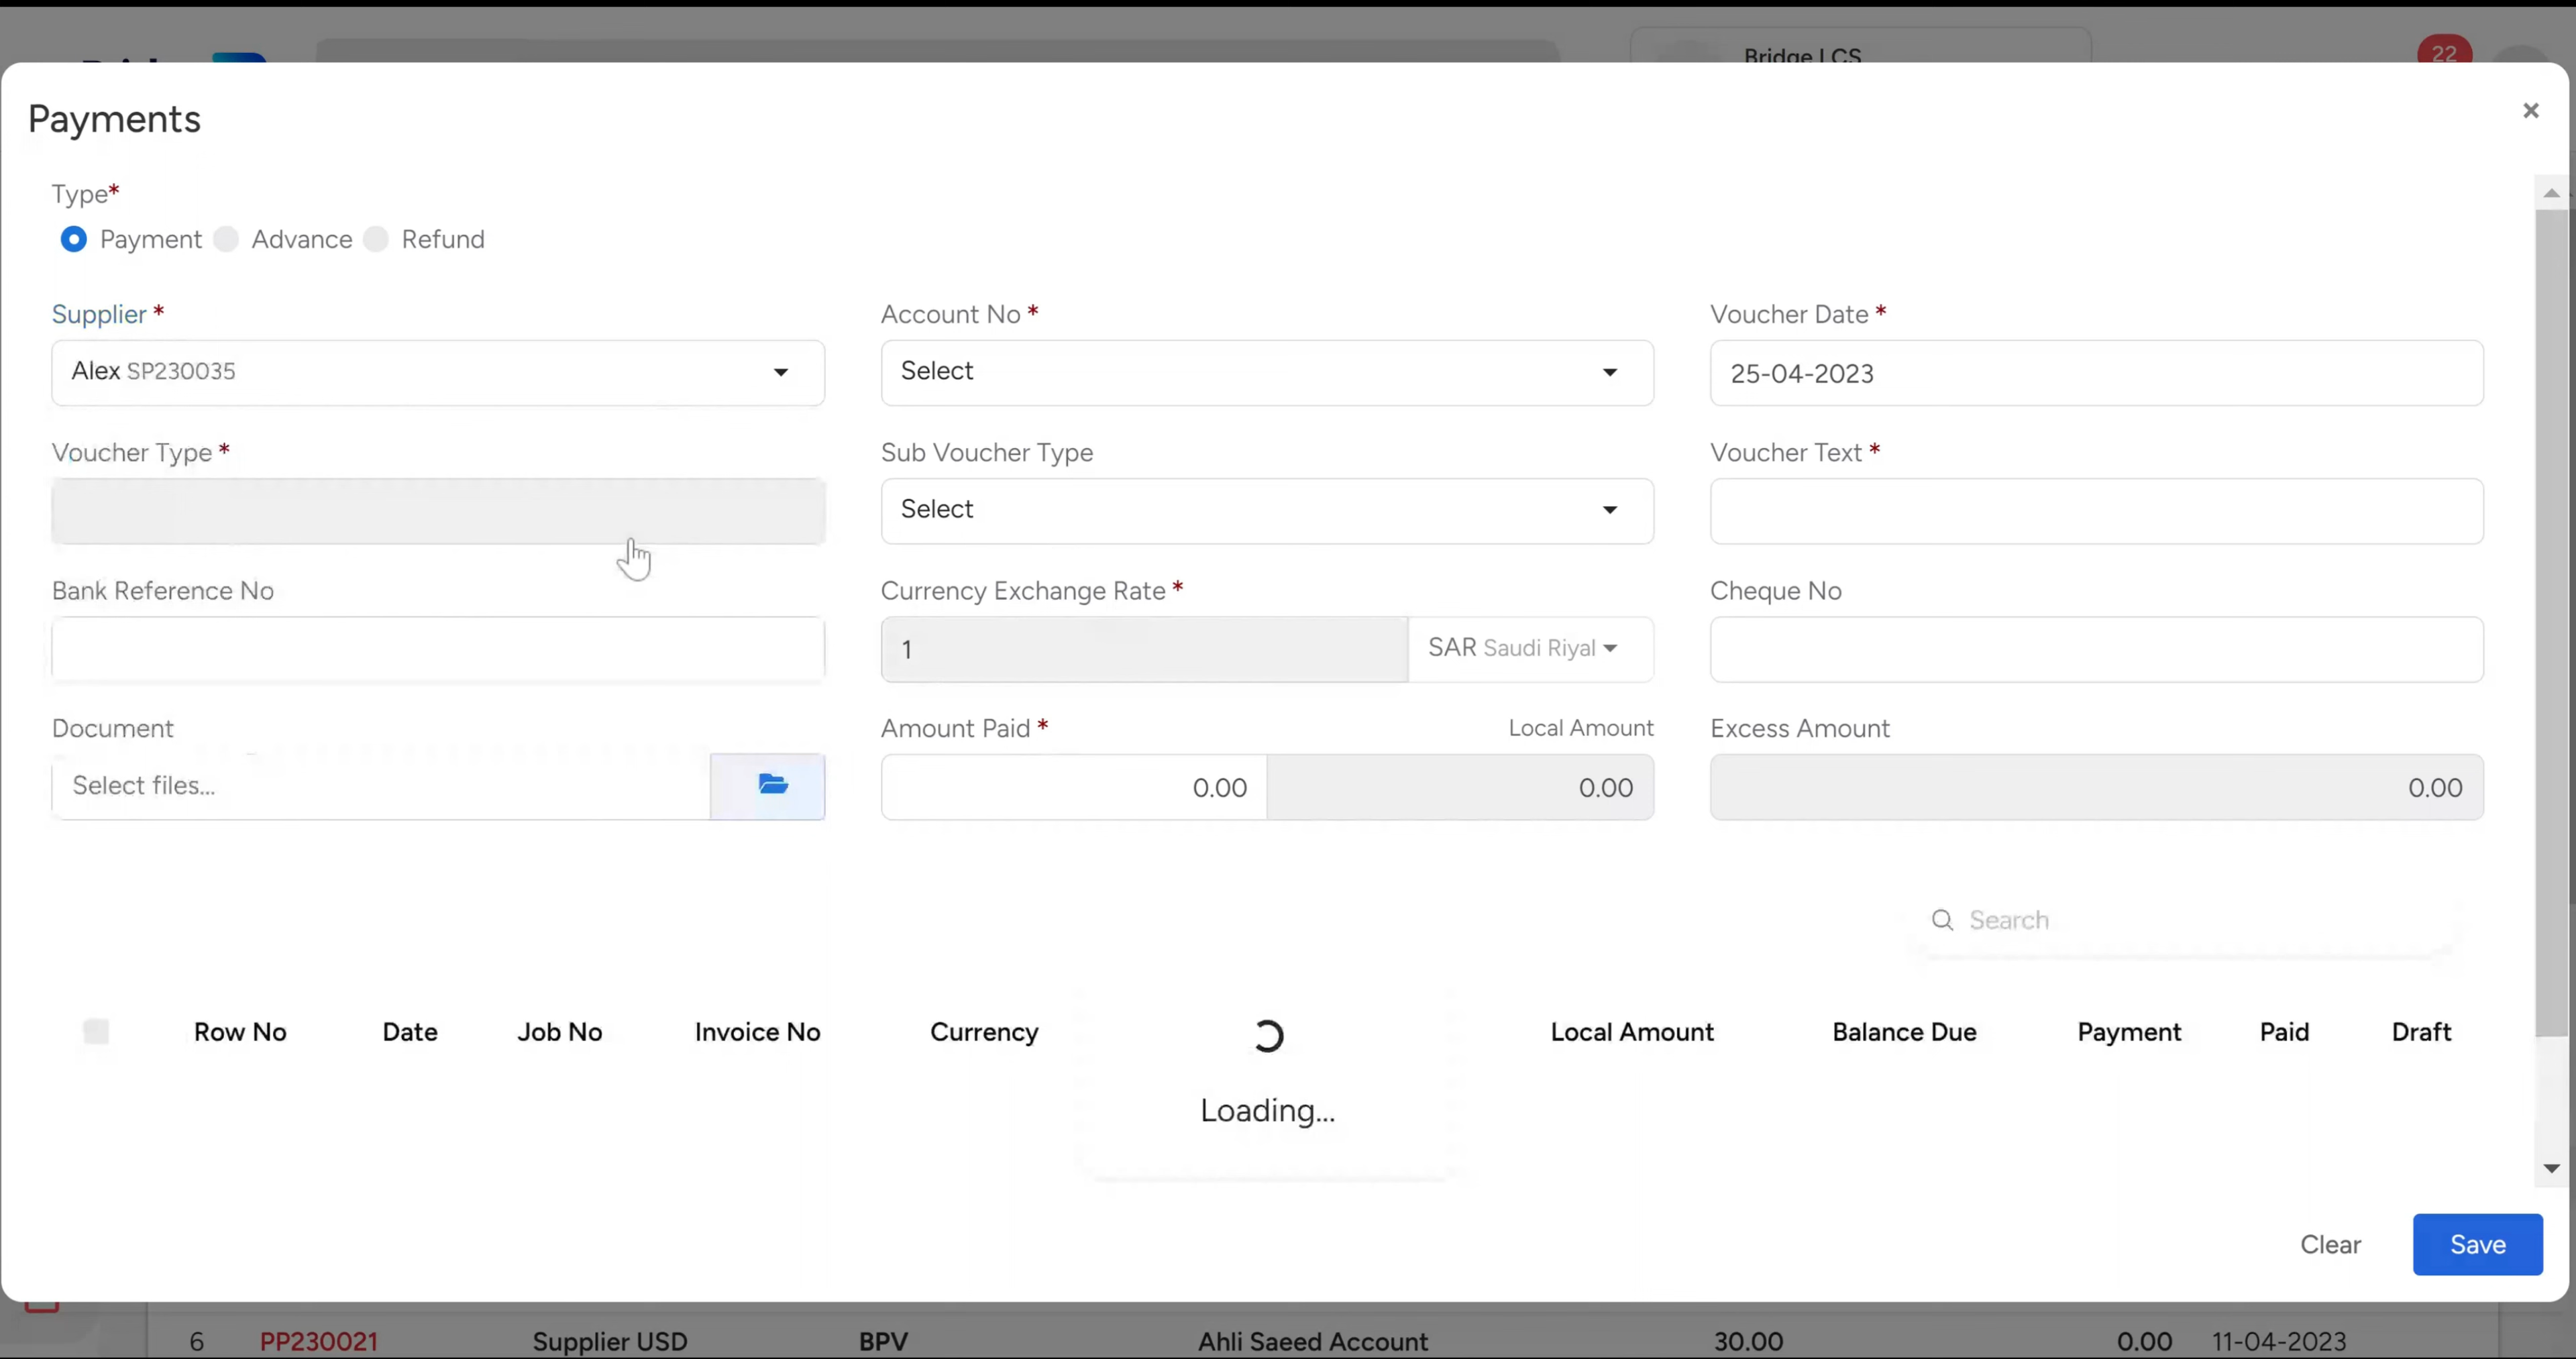 Bridge LCS
22
Payments
×
Type*
Payment Advance Refund
Supplier * Account No * Voucher Date *
Alex SP230035 Select 25-04-2023
Voucher Type * Sub Voucher Type Voucher Text *
Select
Bank Reference No Currency Exchange Rate * Cheque No
1 SAR Saudi Riyal
Document Amount Paid * Local Amount Excess Amount
Select files... 0.00 0.00 0.00
Search
Row No Date Job No Invoice No Currency Local Amount Balance Due Payment Paid Draft
Loading...
Clear Save
6 PP230021 Supplier USD BPV Ahli Saeed Account 30.00 0.00 11-04-2023